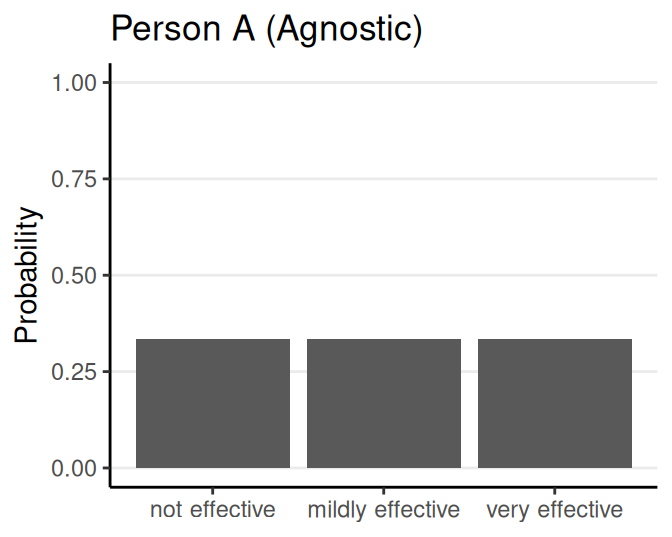 Person A (Agnostic)
Probability
1.00
0.75
0.50
0.25
0.00
not effective
mildly effective
very effective